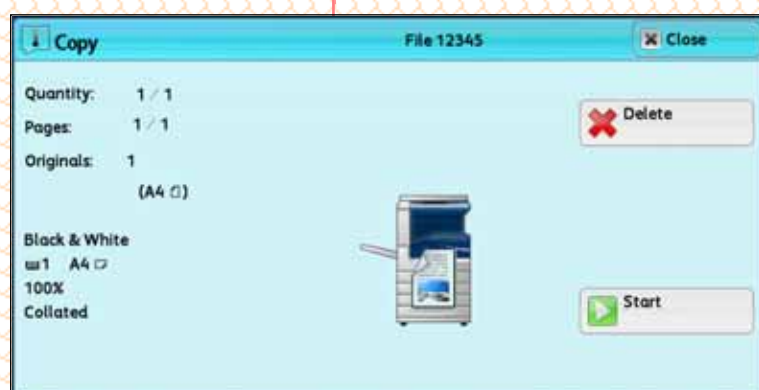 Copy File 12345 Close
Quantity: 1 / 1
Pages: 1 / 1
Originals: 1
(A4)
Black & White
1 A4
100%
Collated
Delete
Start